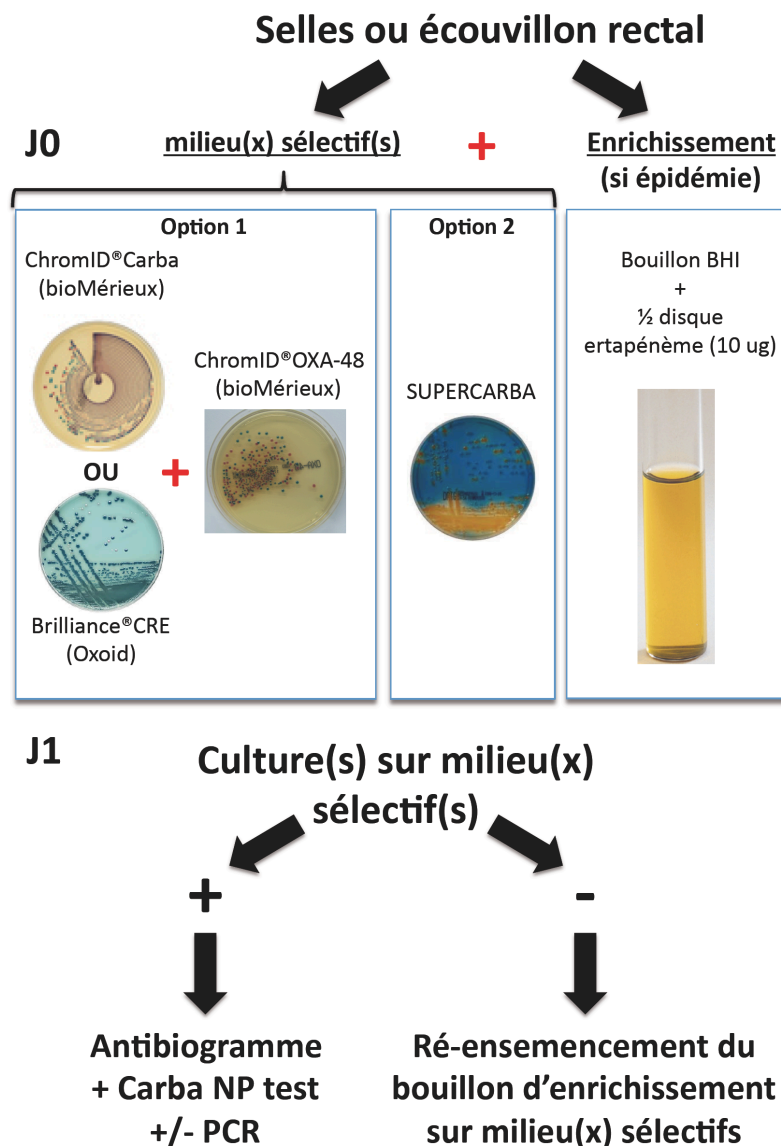 Selles ou écouvillon rectal
J0
milieu(x) sélectif(s)
+
Enrichissement
(si épidémie)
Option 1
ChromID®Carba
(bioMérieux)
OU
Brilliance®CRE
(Oxoid)
+
ChromID®OXA-48
(bioMérieux)
Option 2
SUPERCARBA
Bouillon BHI
+
½ disque
ertapénème (10 ug)
J1
Culture(s) sur milieu(x)
sélectif(s)
+
-
Antibiogramme
+ Carba NP test
+/- PCR
Ré-ensemencement du
bouillon d’enrichissement
sur milieu(x) sélectifs